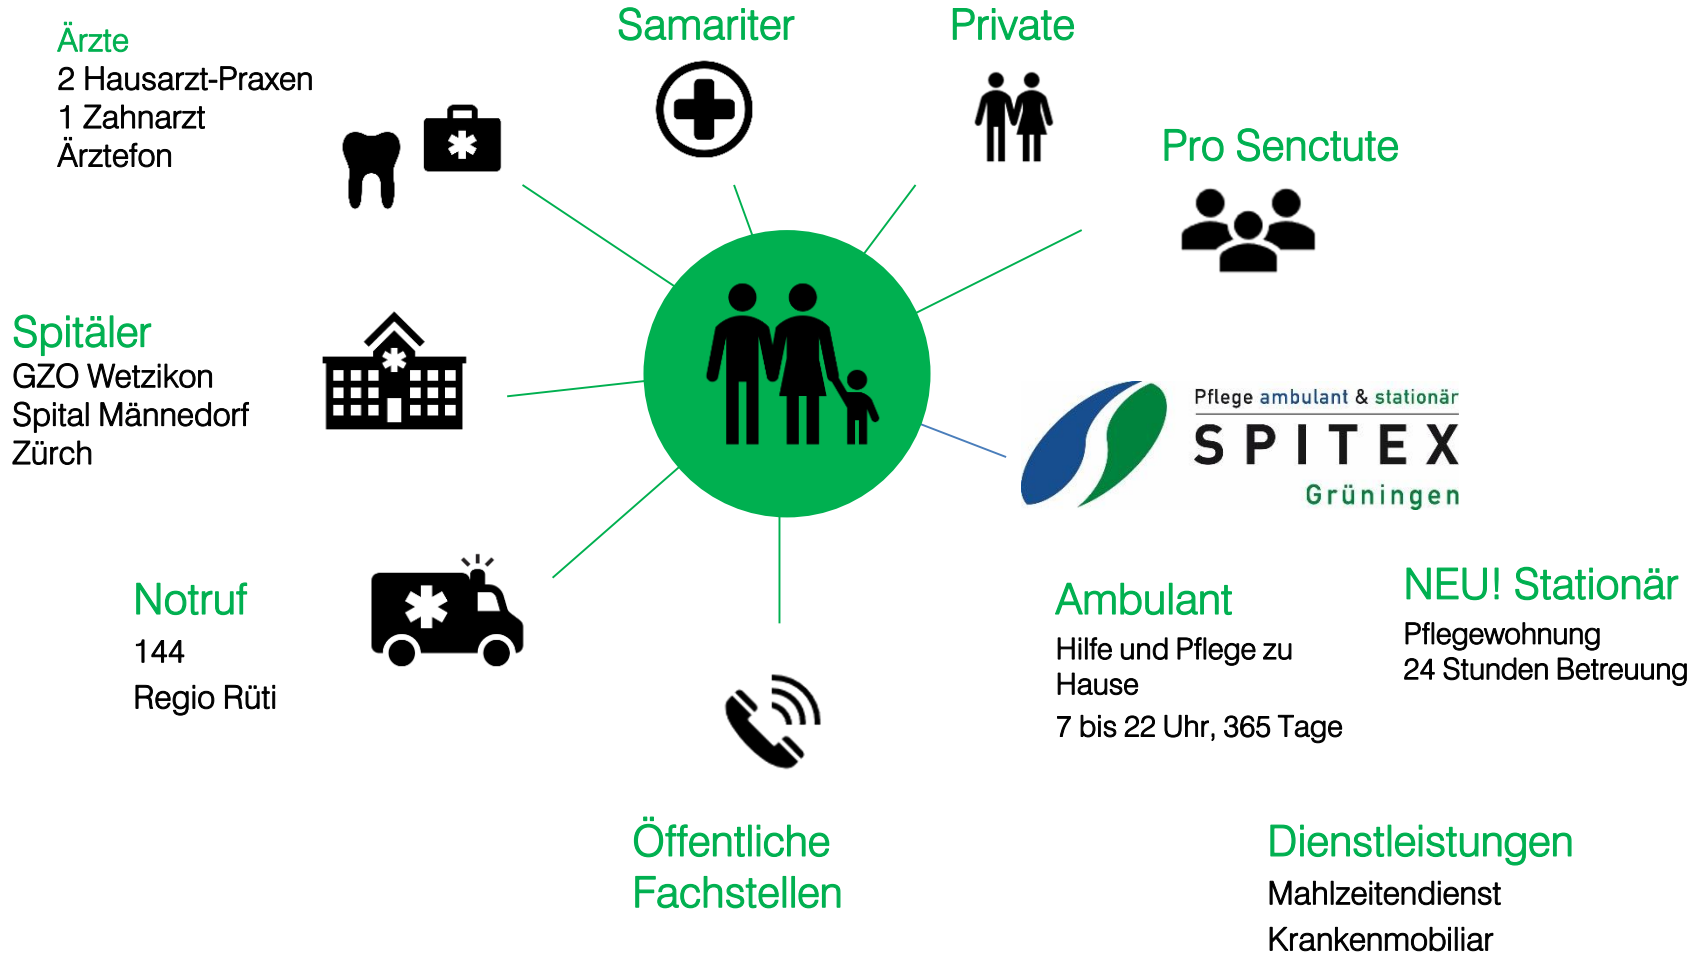 Ärzte
2 Hausarzt-Praxen
1 Zahnarzt
Ärztefon
Samariter
Private
Pro Senctute
Spitäler
GZO Wetzikon
Spital Männedorf
Zürch
Pflege ambulant & stationär
SPITEX
Grüningen
Notruf
144
Regio Rüti
Ambulant
Hilfe und Pflege zu
Hause
7 bis 22 Uhr, 365 Tage
NEU! Stationär
Pflegewohnung
24 Stunden Betreuung
Öffentliche
Fachstellen
Dienstleistungen
Mahlzeitendienst
Krankenmobiliar